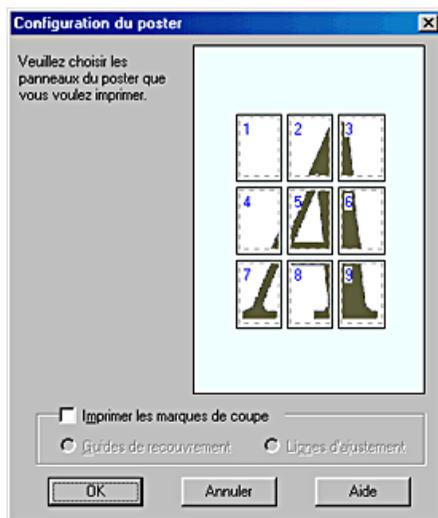 Configuration du poster
Veuillez choisir les
panneaux du poster que
vous voulez imprimer.
1 2 3
4 5 6
7 8 9
Imprimer les marques de coupe
Guides de recouvrement Lignes d'ajustement
OK Annuler Aide